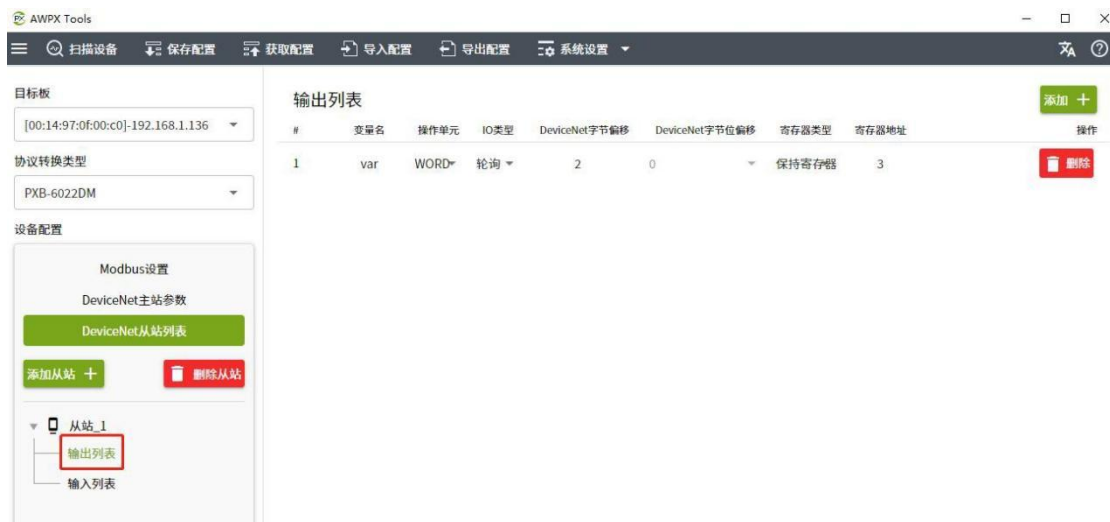 AWPX Tools
扫描设备 保存配置 获取配置 导入配置 导出配置 系统设置
目标板
[00:14:97:0f:00:c0]-192.168.1.136
协议转换类型
PXB-6022DM
设备配置
Modbus设置
DeviceNet主站参数
DeviceNet从站列表
添加从站 删除从站
从站_1
输出列表
输入列表
输出列表
添加
# 变量名 操作单元 IO类型 DeviceNet字节偏移 DeviceNet字节位偏移 寄存器类型 寄存器地址 操作
1 var WORD 轮询 2 0 保持寄存器 3 删除